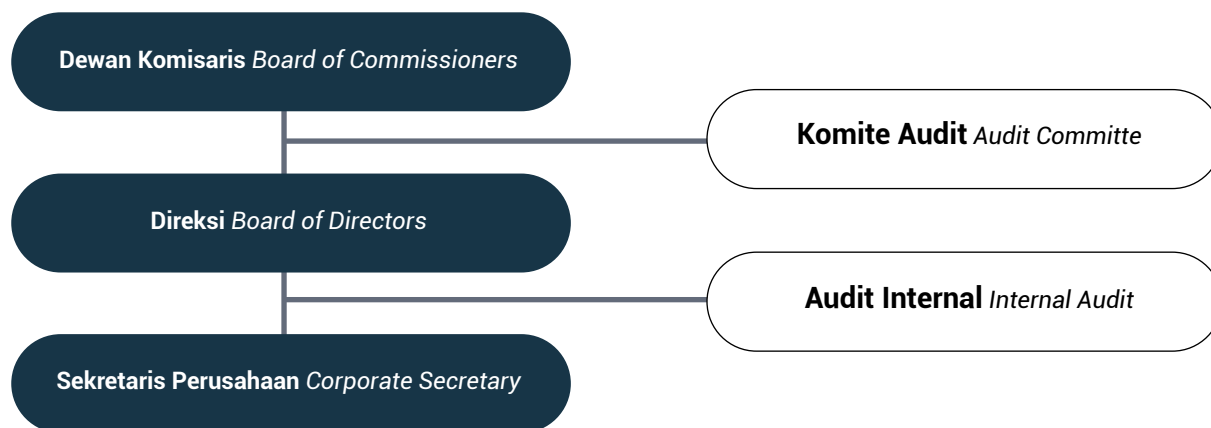 Dewan Komisaris Board of Commissioners
Komite Audit Audit Committe
Direksi Board of Directors
Audit Internal Internal Audit
Sekretaris Perusahaan Corporate Secretary